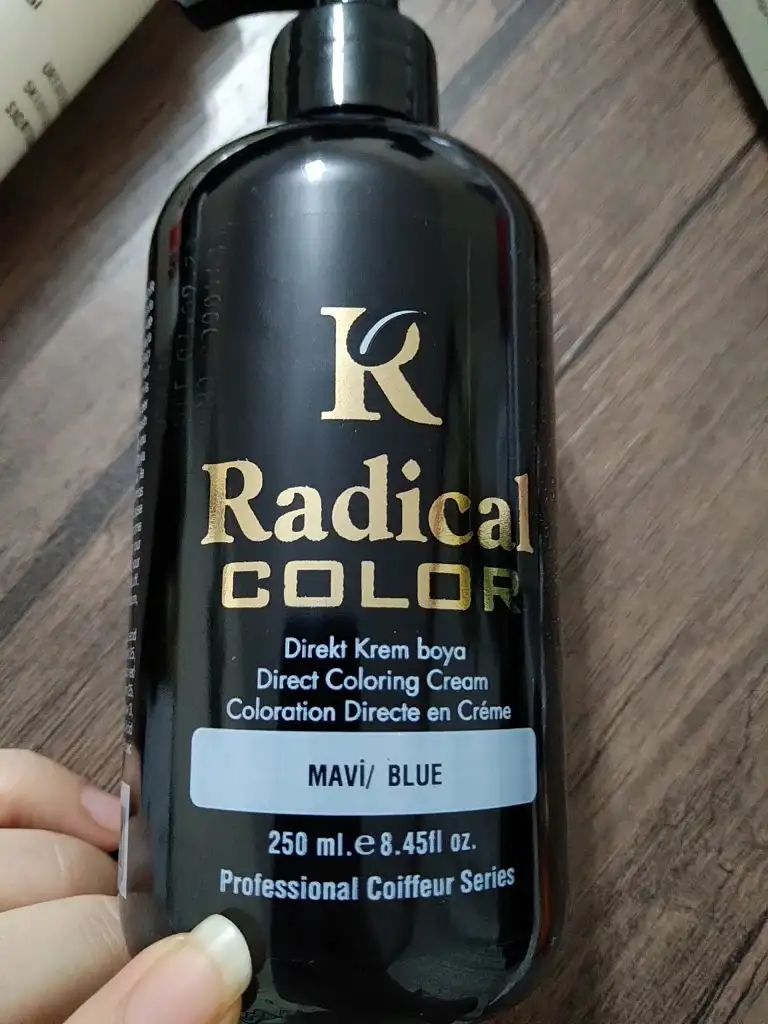 R
Radical
COLOR
Direkt Krem boya
Direct Coloring Cream
Coloration Directe en Créme
MAVİ/ BLUE
250 ml.e 8.45fl oz.
Professional Coiffeur Series